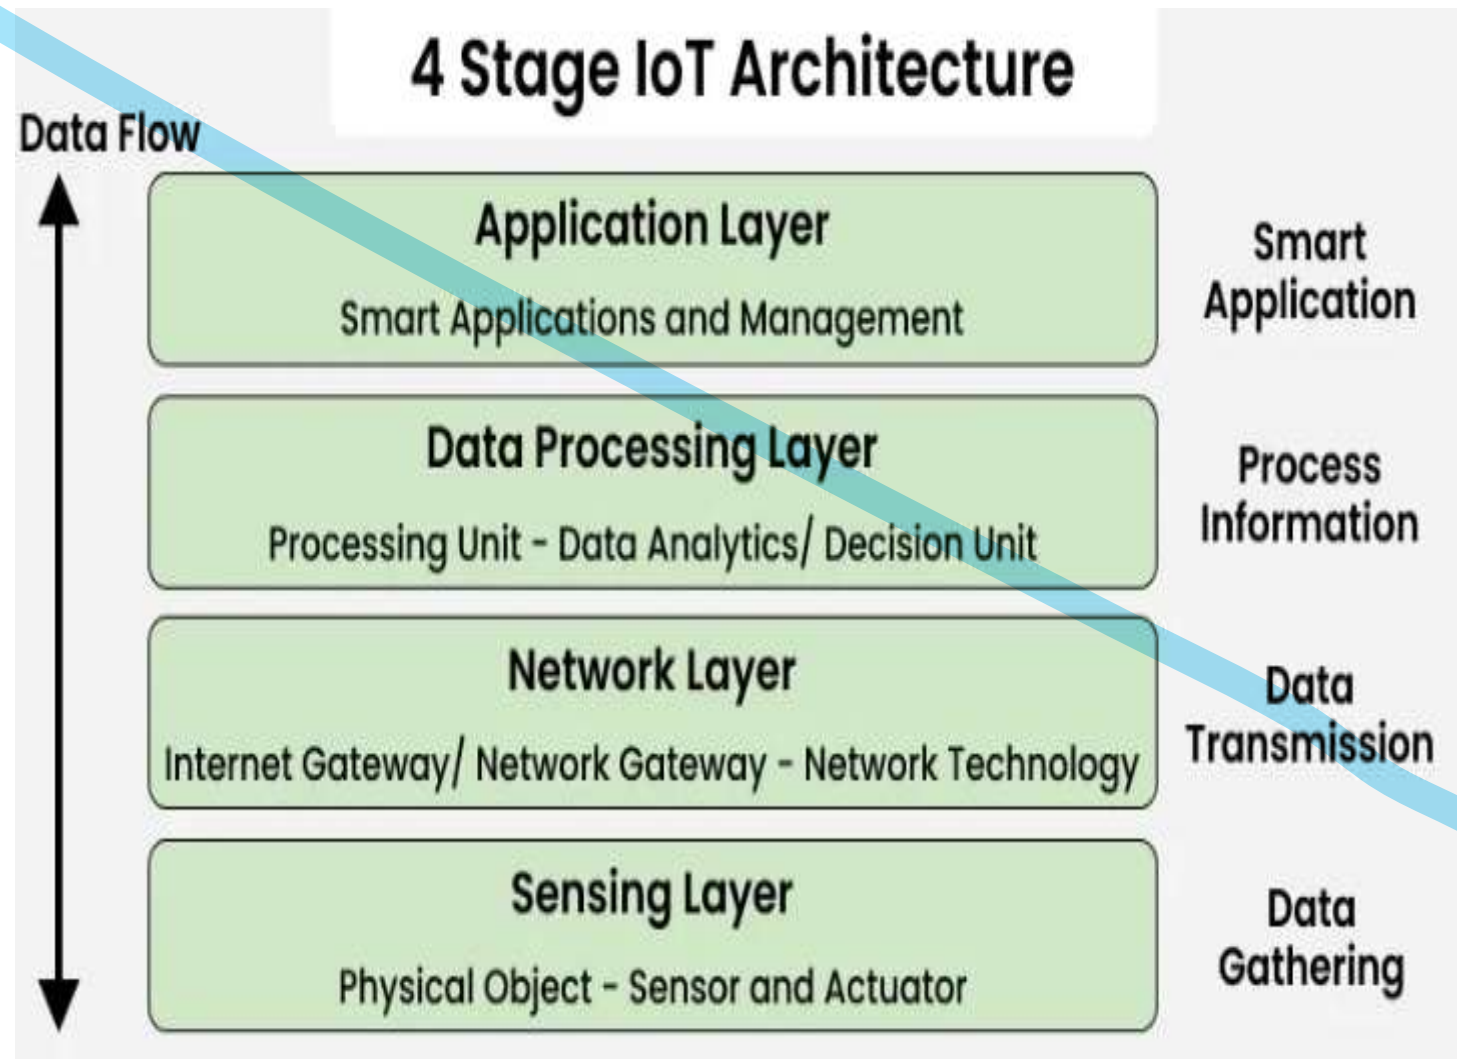 4 Stage IoT Architecture
Data Flow
Application Layer
Smart Applications and Management
Smart
Application
Data Processing Layer
Processing Unit - Data Analytics/ Decision Unit
Process
Information
Network Layer
Internet Gateway/ Network Gateway - Network Technology
Data
Transmission
Sensing Layer
Physical Object - Sensor and Actuator
Data
Gathering